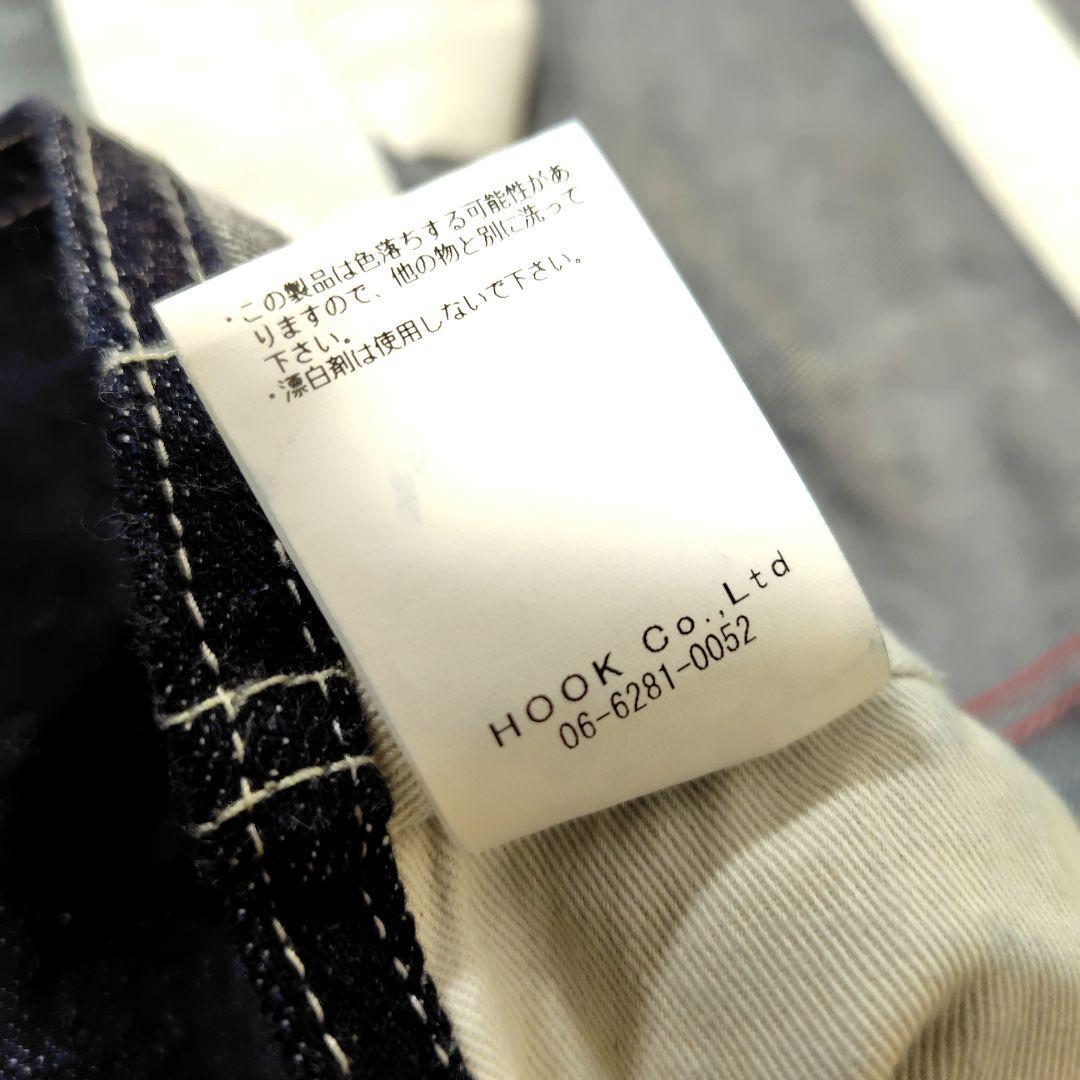 ・この製品は色落ちする可能性があ
りますので、他の物と別に洗って
下さい。
・漂白剤は使用しないで下さい。
HOOK Co.,Ltd
06-6281-0052